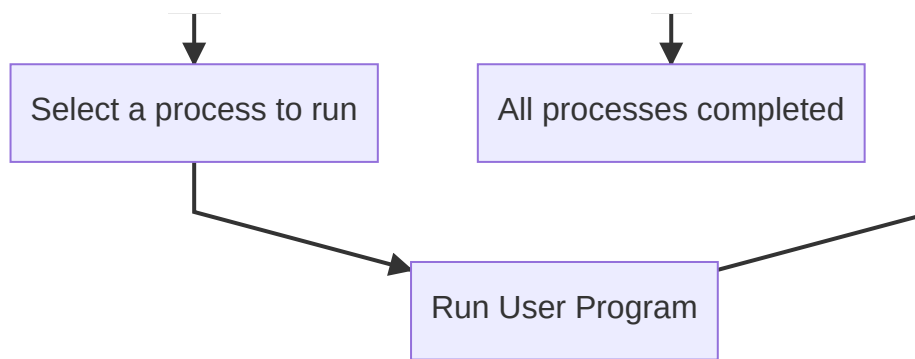 Select a process to run
All processes completed
Run User Program